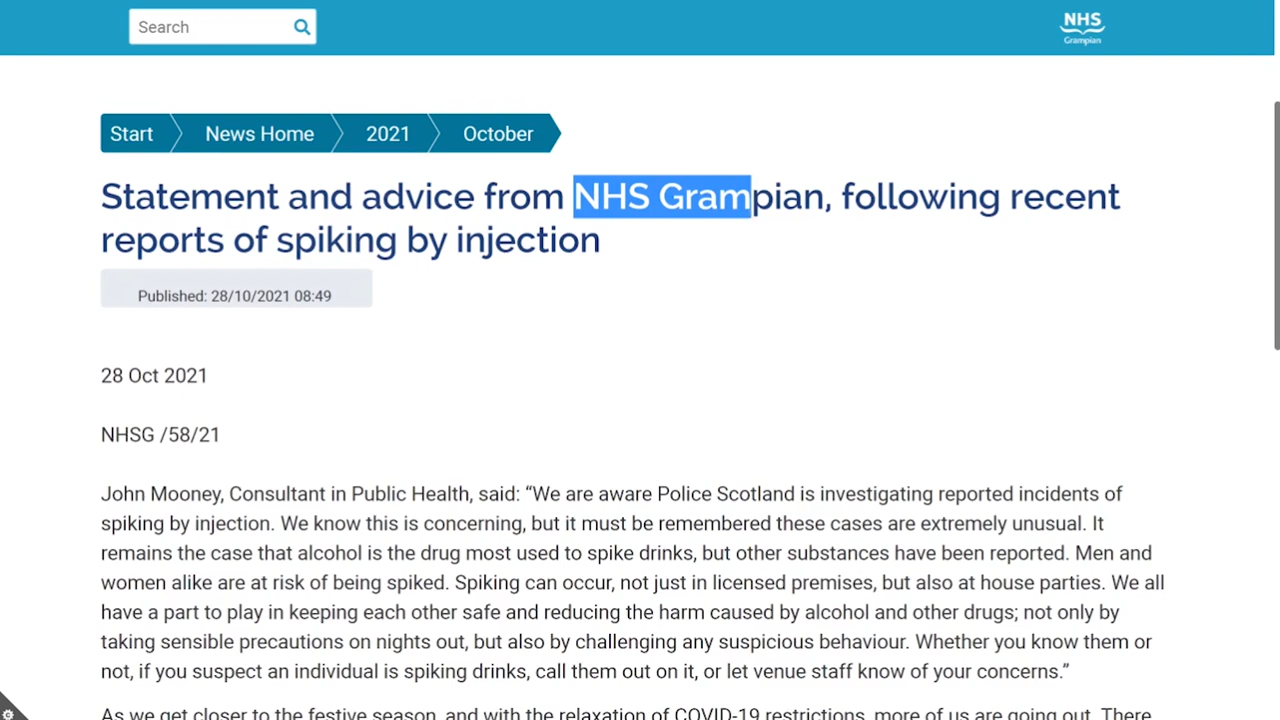 Search
NHS
Grampian
Start News Home 2021 October
Statement and advice from NHS Grampian, following recent
reports of spiking by injection
Published: 28/10/2021 08:49
28 Oct 2021
NHSG /58/21
John Mooney, Consultant in Public Health, said: “We are aware Police Scotland is investigating reported incidents of
spiking by injection. We know this is concerning, but it must be remembered these cases are extremely unusual. It
remains the case that alcohol is the drug most used to spike drinks, but other substances have been reported. Men and
women alike are at risk of being spiked. Spiking can occur, not just in licensed premises, but also at house parties. We all
have a part to play in keeping each other safe and reducing the harm caused by alcohol and other drugs; not only by
taking sensible precautions on nights out, but also by challenging any suspicious behaviour. Whether you know them or
not, if you suspect an individual is spiking drinks, call them out on it, or let venue staff know of your concerns.”
As we get closer to the festive season, and with the relaxation of COVID-19 restrictions, more of us are going out. There